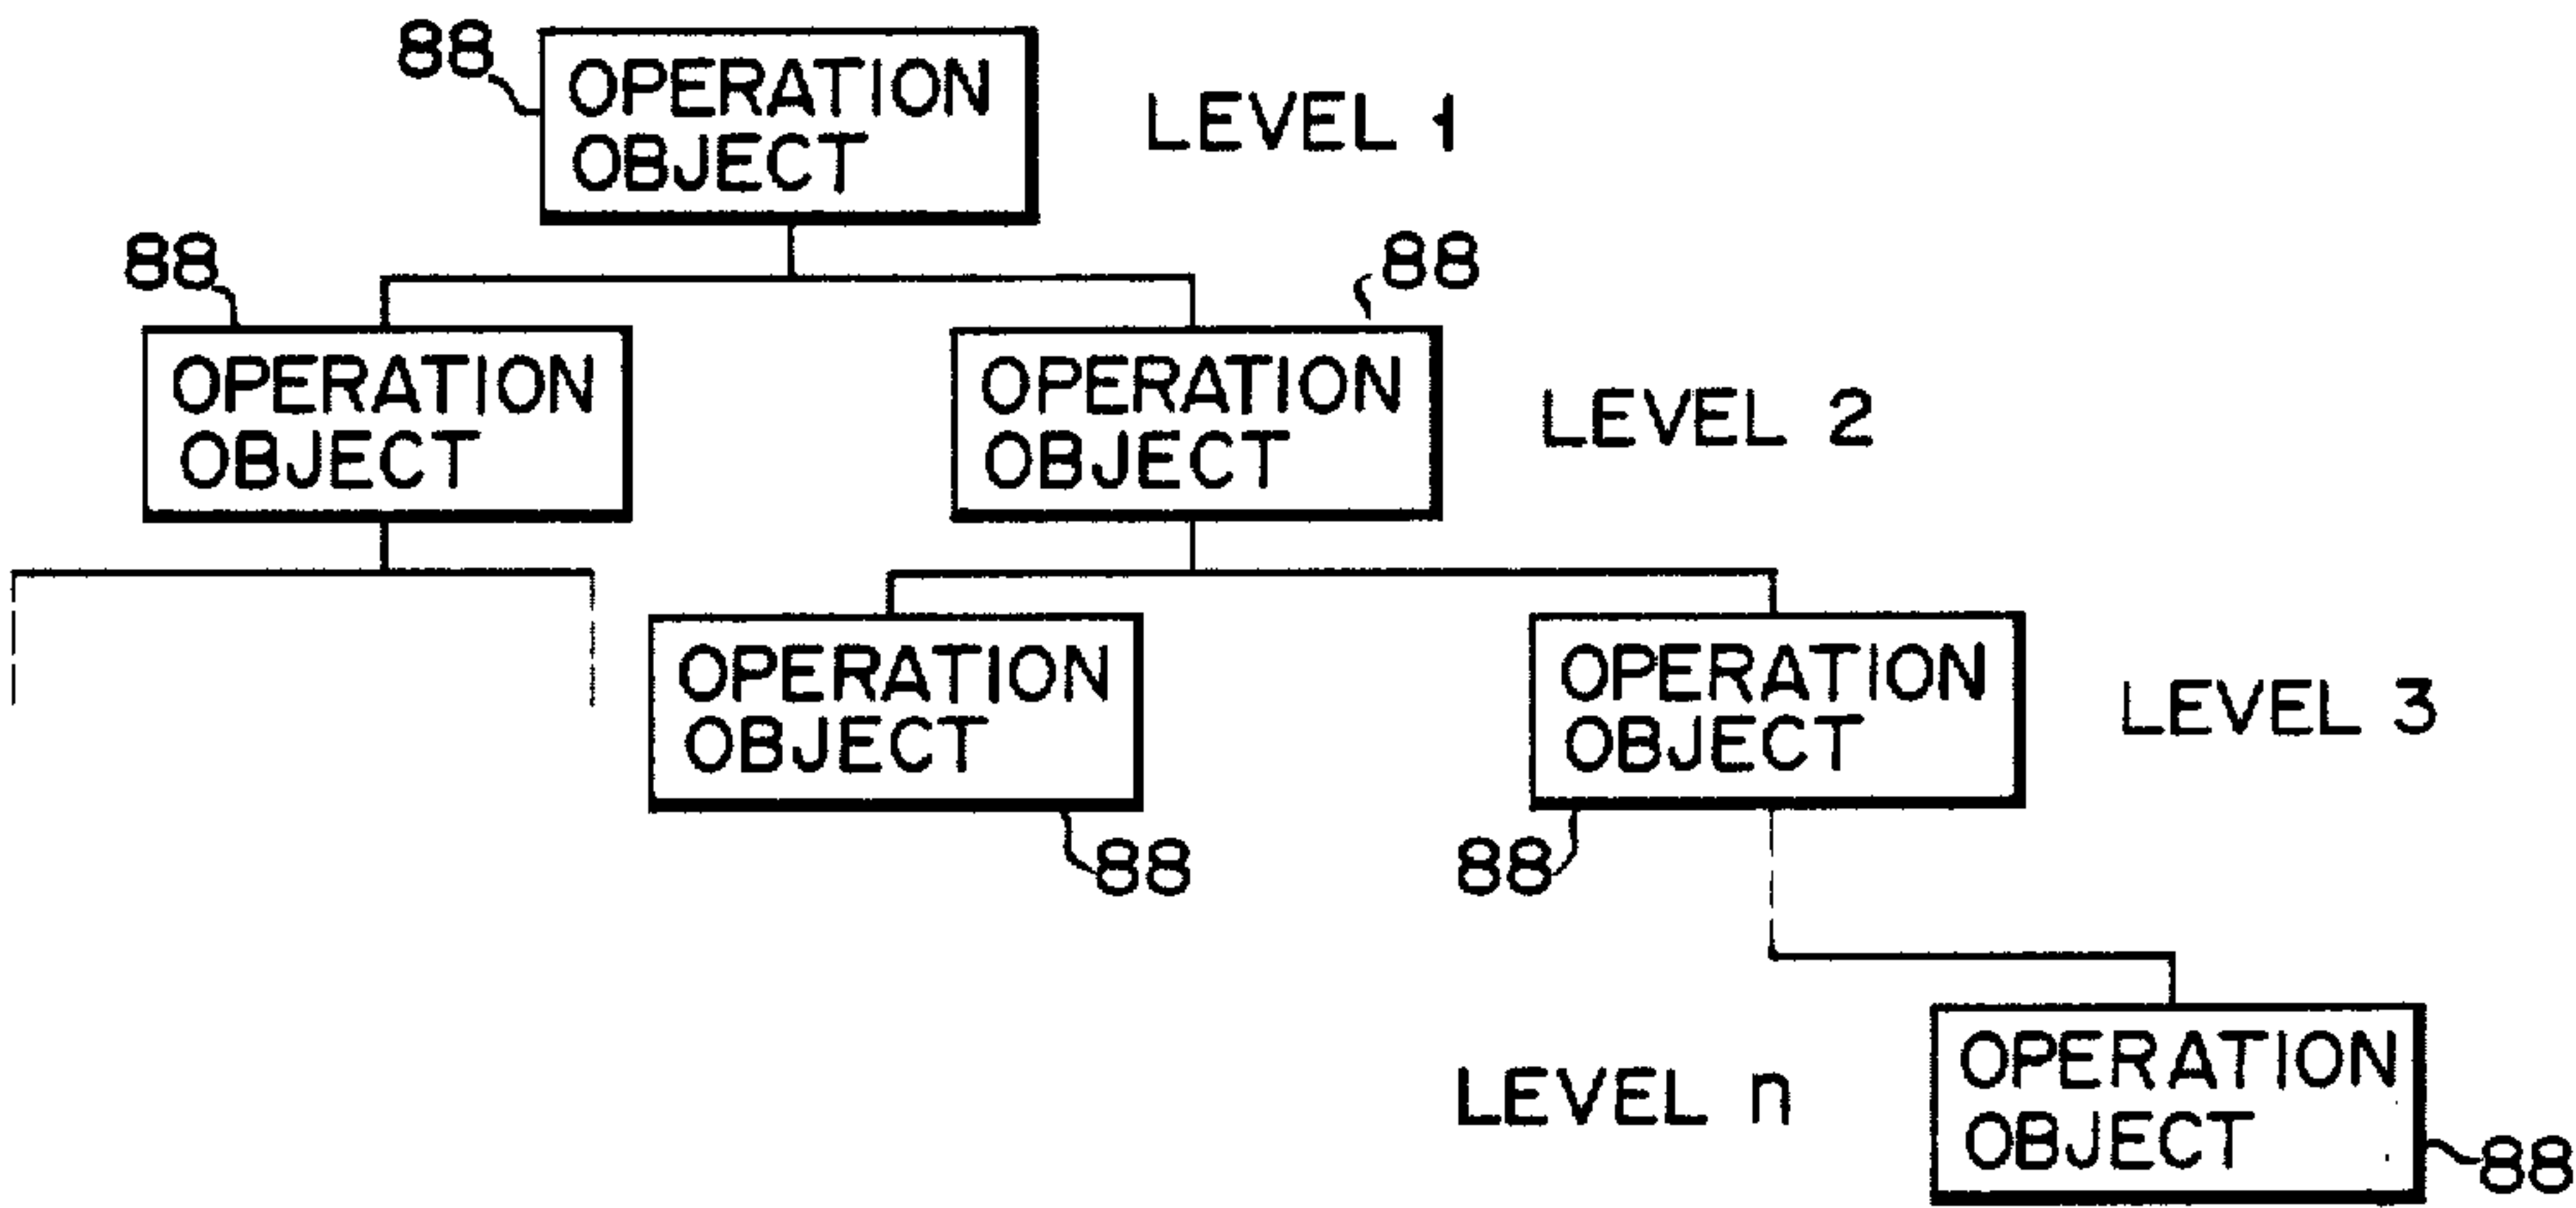 88
OPERATION
OBJECT
LEVEL 1
88
88
OPERATION
OBJECT
OPERATION
OBJECT
LEVEL 2
OPERATION
OBJECT
OPERATION
OBJECT
LEVEL 3
88
88
LEVEL n
OPERATION
OBJECT
88